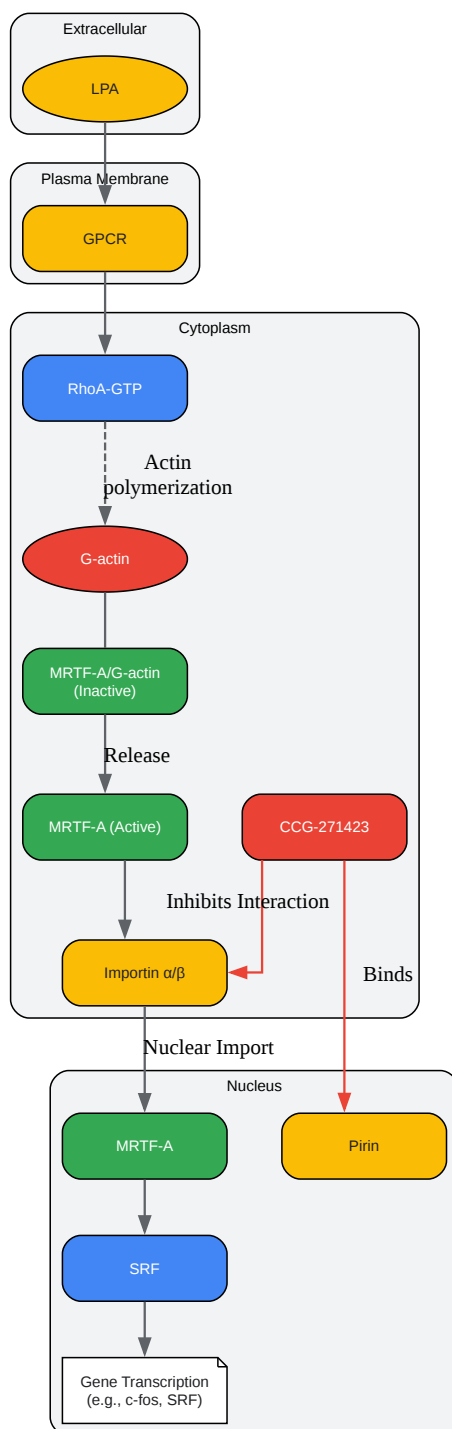 Extracellular
LPA
Plasma Membrane
GPCR
Cytoplasm
RhoA-GTP
Actin
polymerization
G-actin
MRTF-A/G-actin
(Inactive)
Release
MRTF-A (Active)
CCG-271423
Inhibits Interaction
Importin α/β
Binds
Nuclear Import
Nucleus
MRTF-A
Pirin
SRF
Gene Transcription
(e.g., c-fos, SRF)